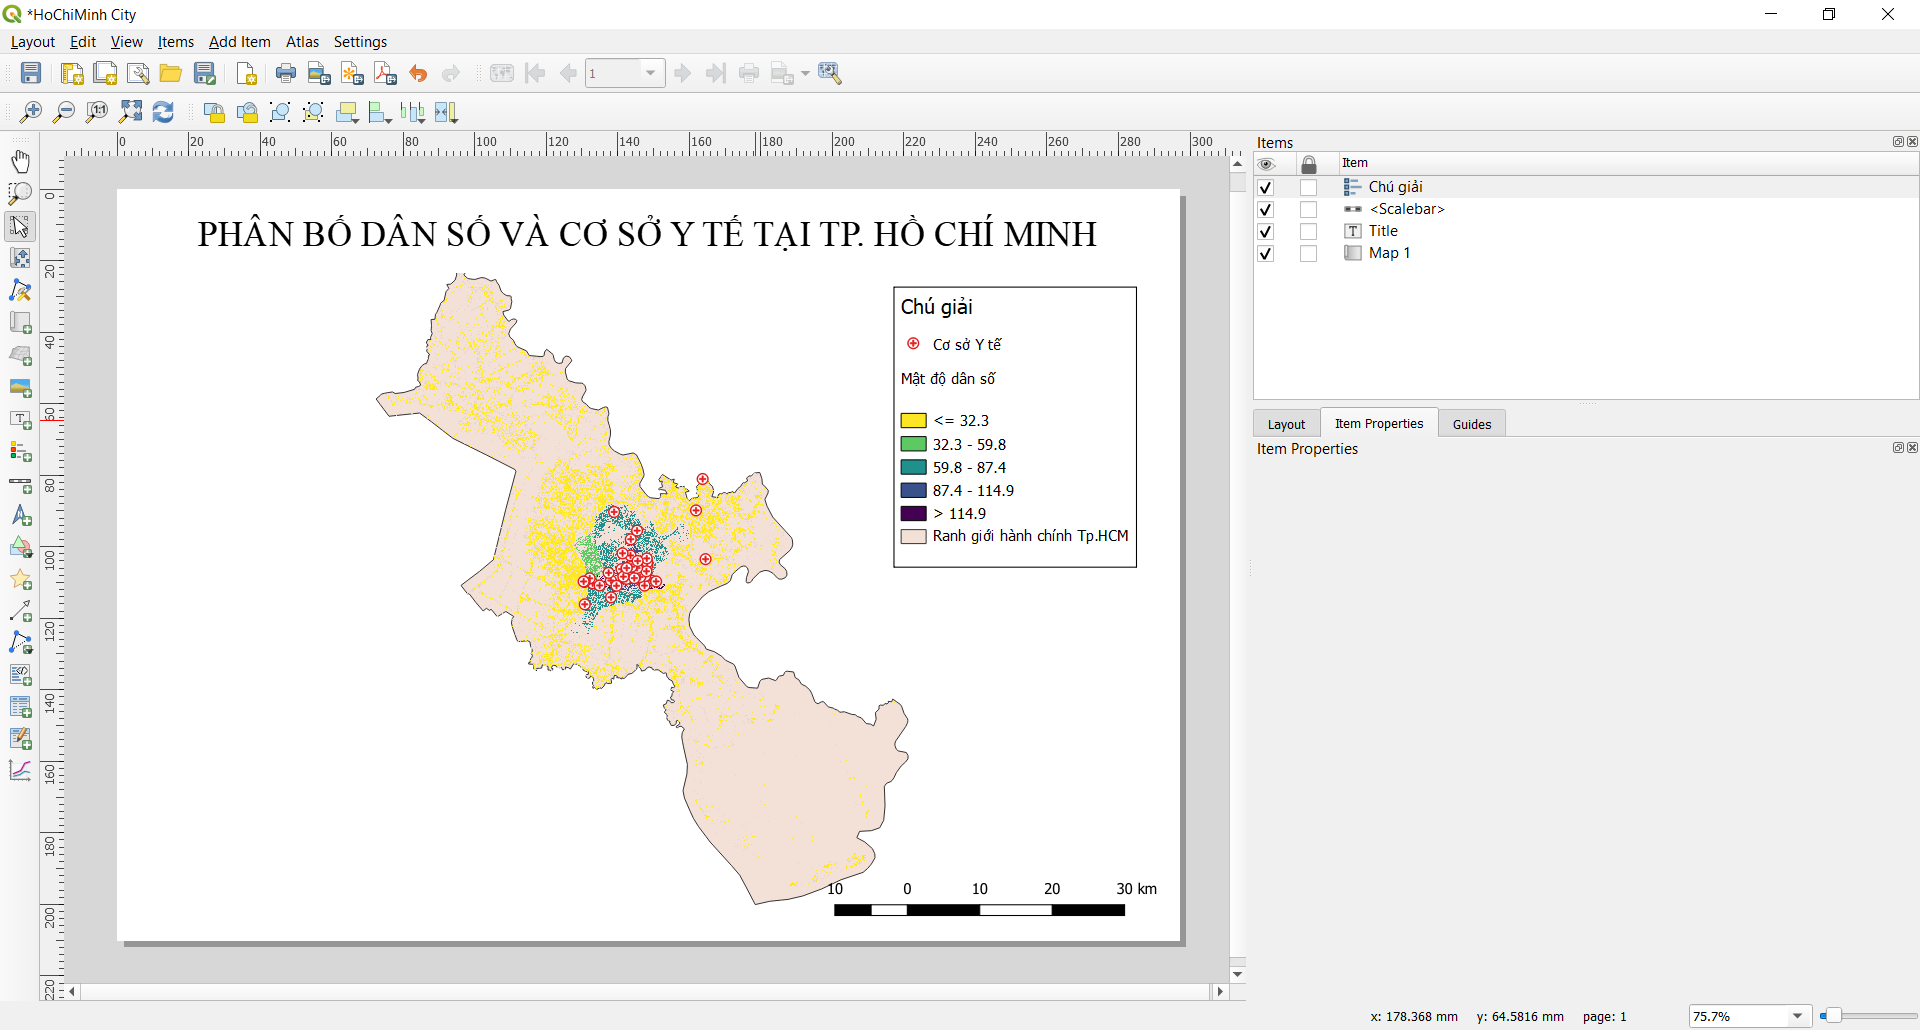 *HoChiMinh City
Layout Edit View Items Add Item Atlas Settings
1
0 20 40 60 80 100 120 140 160 180 200 220 240 260 280 300
0
20
40
60
80
100
120
140
160
180
200
220
PHÂN BỐ DÂN SỐ VÀ CƠ SỞ Y TẾ TẠI TP. HỒ CHÍ MINH
Chú giải
Cơ sở Y tế
Mật độ dân số
<= 32.3
32.3 - 59.8
59.8 - 87.4
87.4 - 114.9
> 114.9
Ranh giới hành chính Tp.HCM
10 0 10 20 30 km
Items
Item
Chú giải
<Scalebar>
Title
Map 1
Layout Item Properties Guides
Item Properties
x: 178.368 mm y: 64.5816 mm page: 1 75.7%